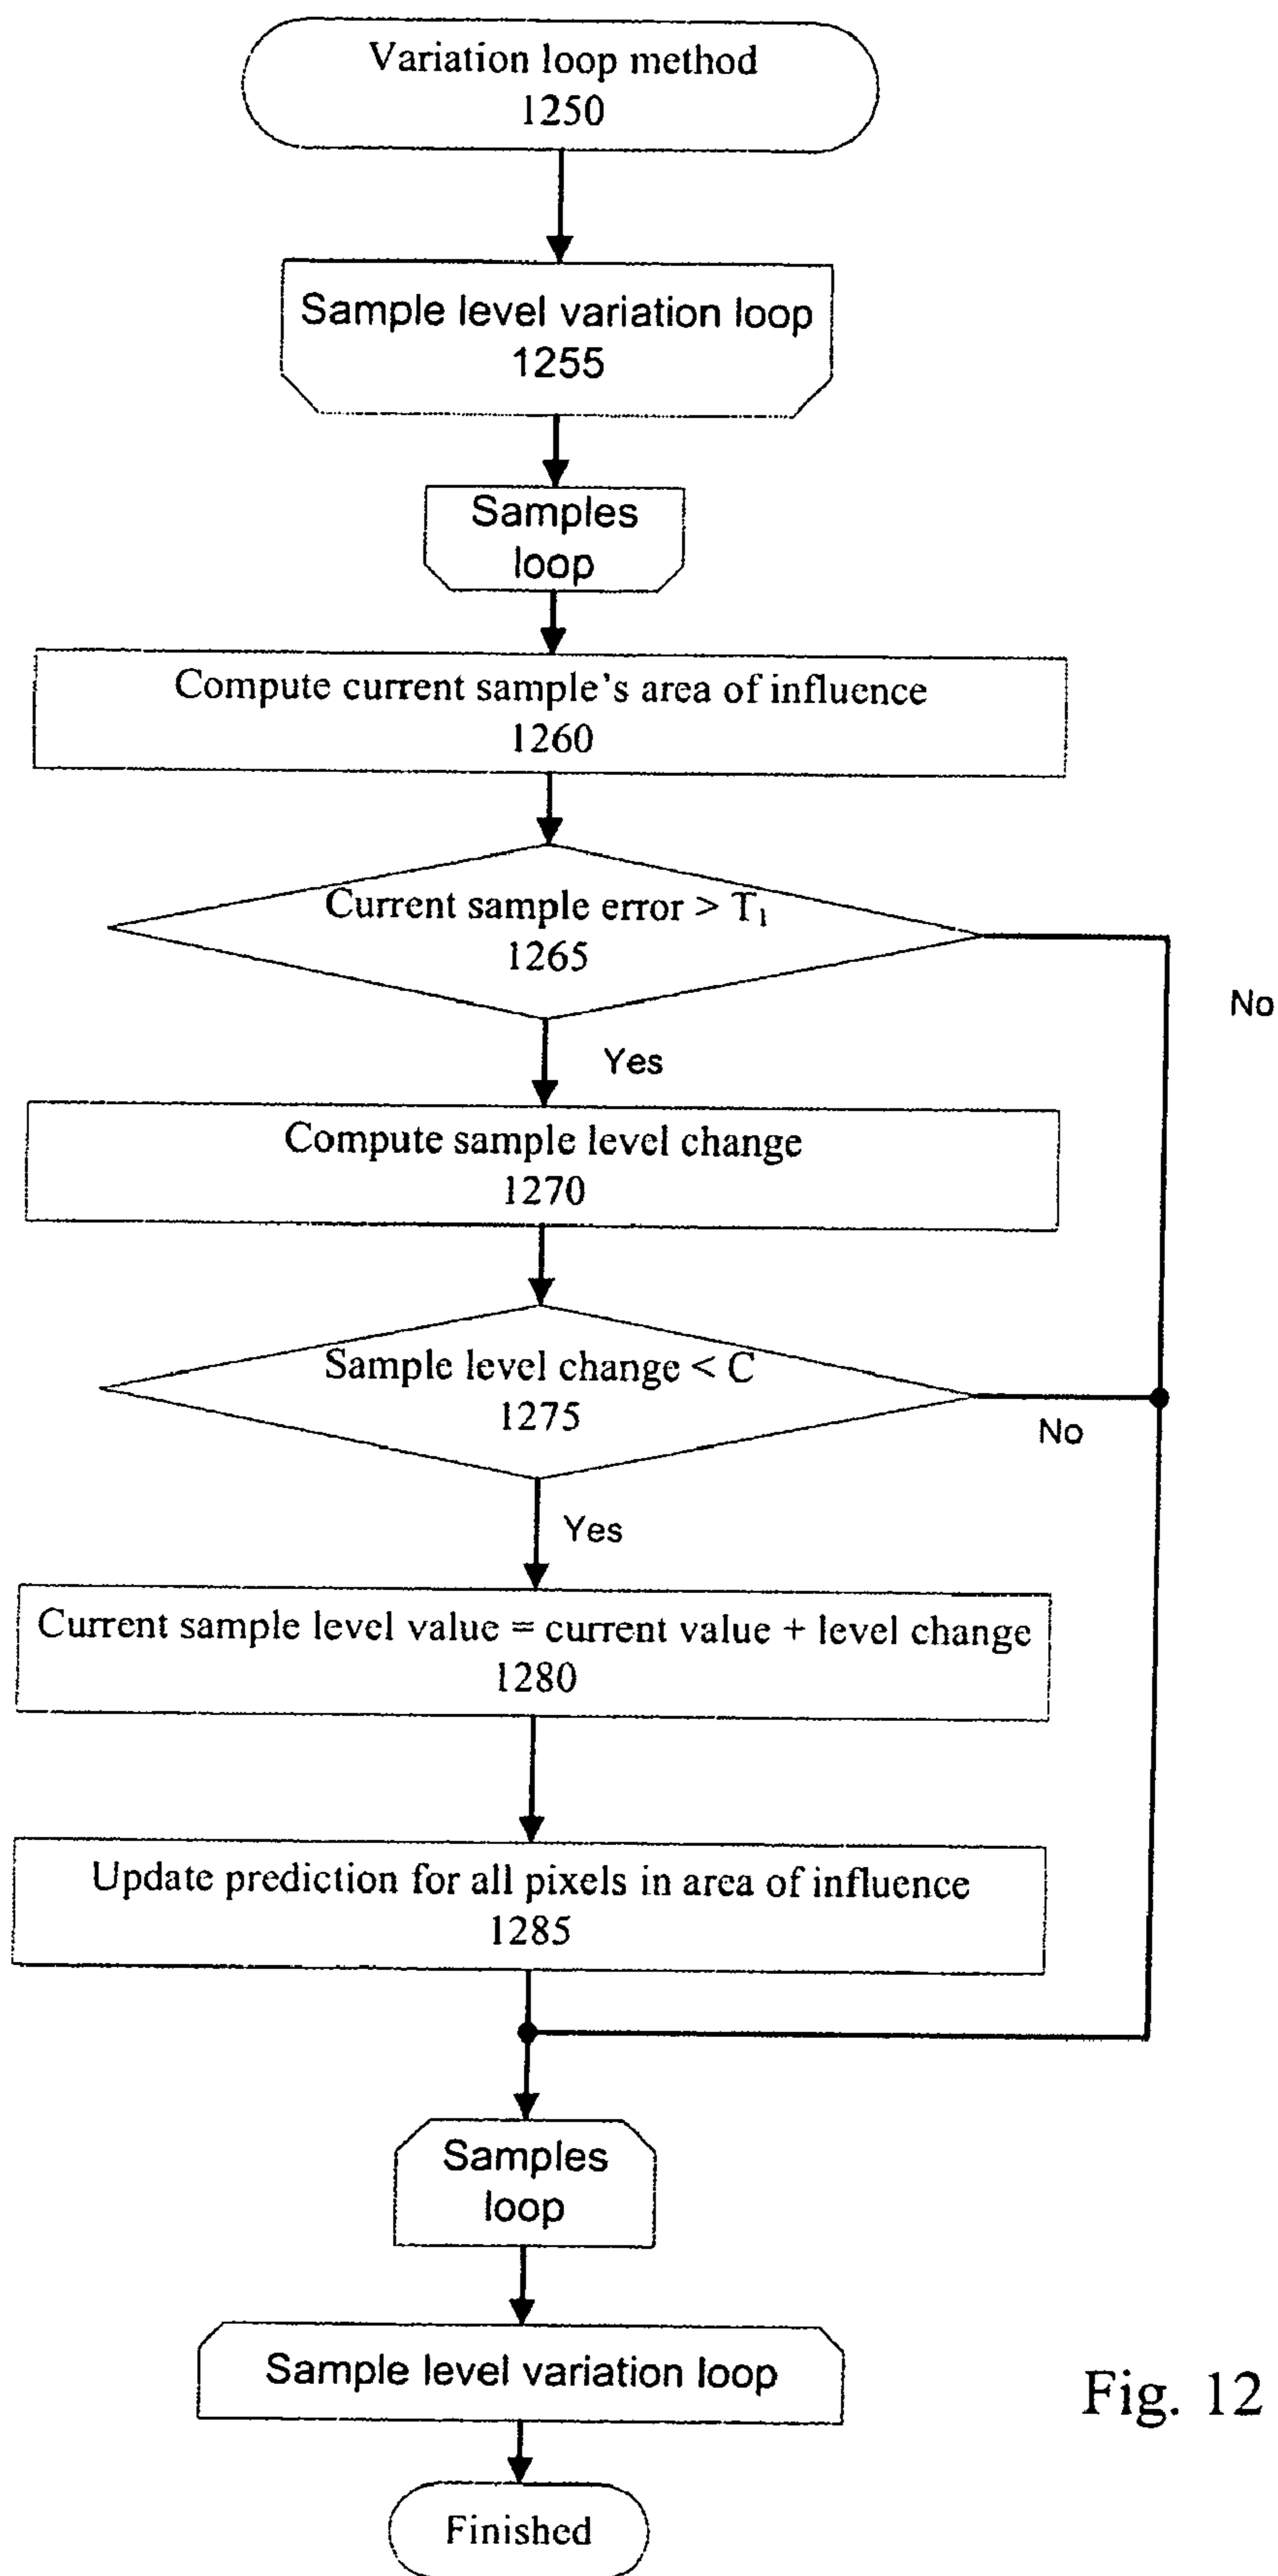 Variation loop method
1250
Sample level variation loop
1255
Samples
loop
Compute current sample's area of influence
1260
Current sample error > T₁
1265
No
Yes
Compute sample level change
1270
Sample level change < C
1275
No
Yes
Current sample level value = current value + level change
1280
Update prediction for all pixels in area of influence
1285
Samples
loop
Sample level variation loop
Fig. 12
Finished